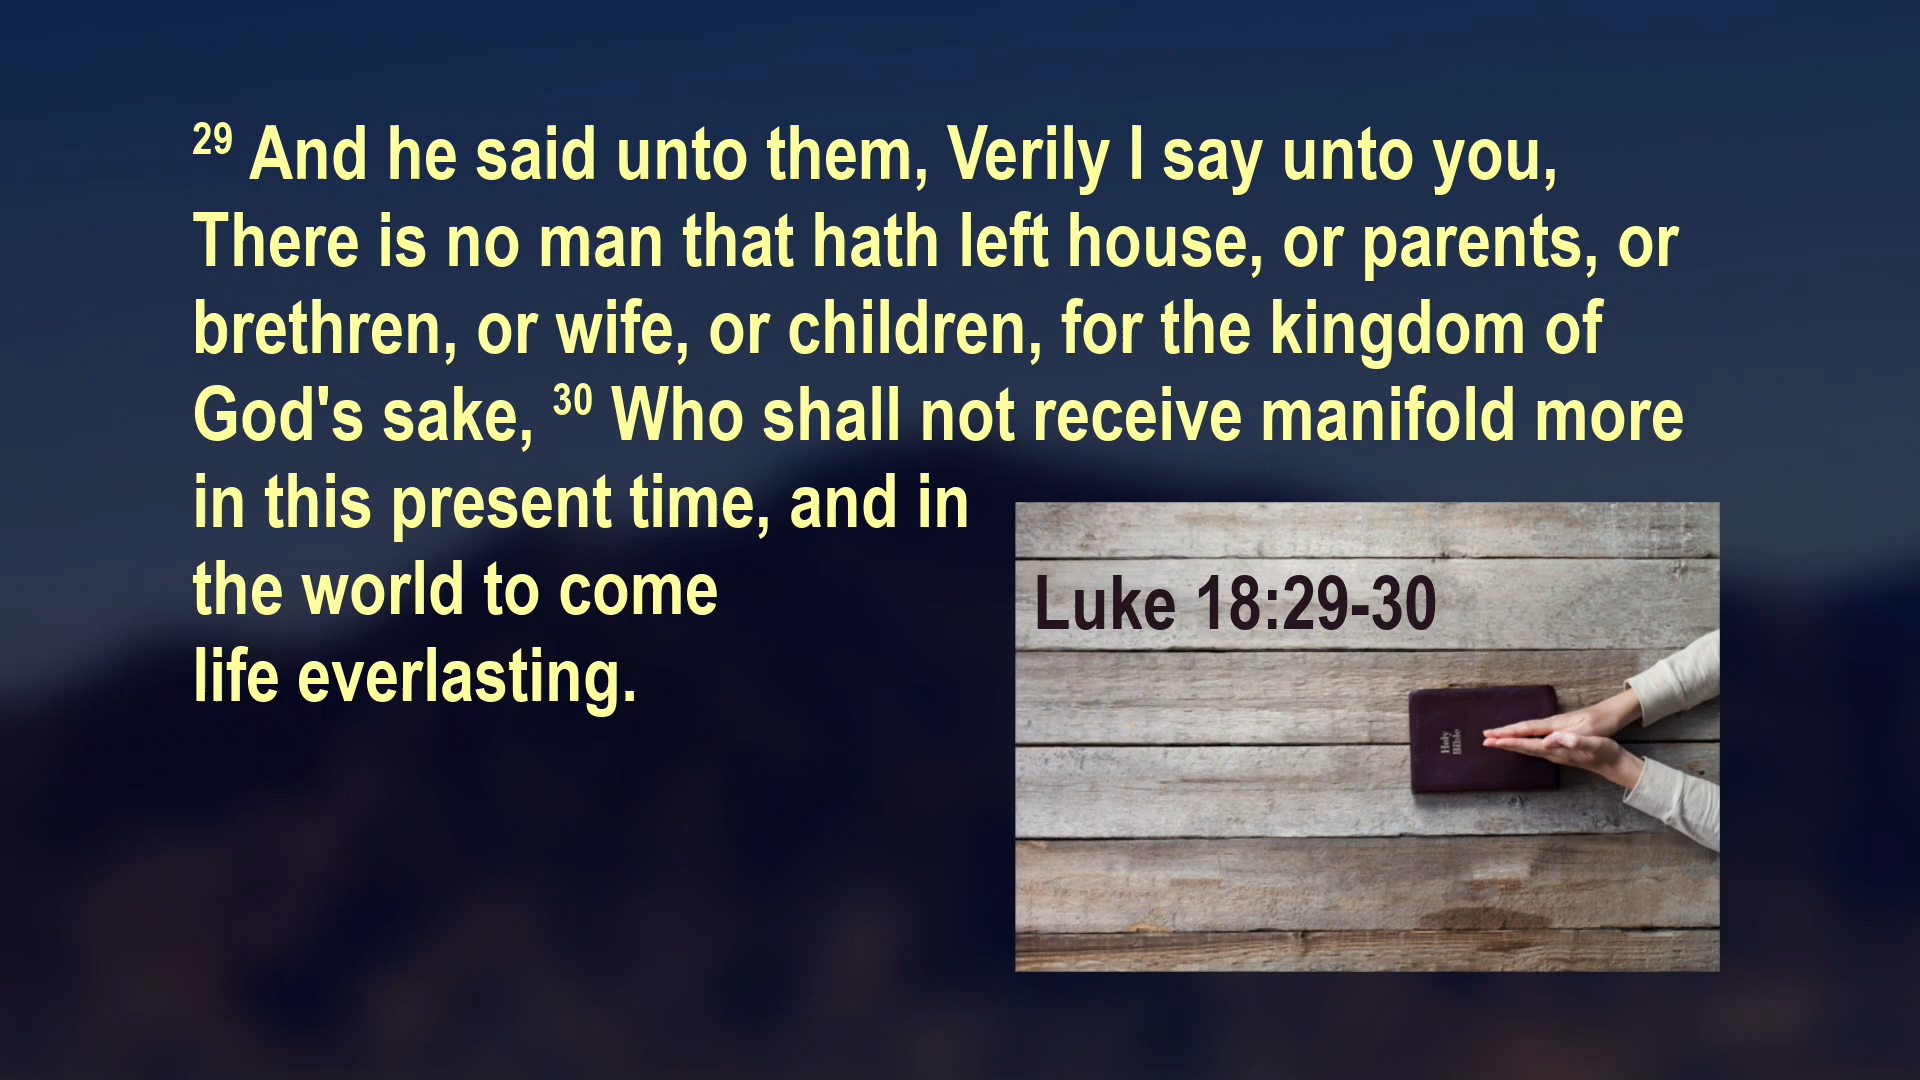 29 And he said unto them, Verily I say unto you,
There is no man that hath left house, or parents, or
brethren, or wife, or children, for the kingdom of
God's sake, 30 Who shall not receive manifold more
in this present time, and in
the world to come
life everlasting.
Luke 18:29-30
Holy
Bible